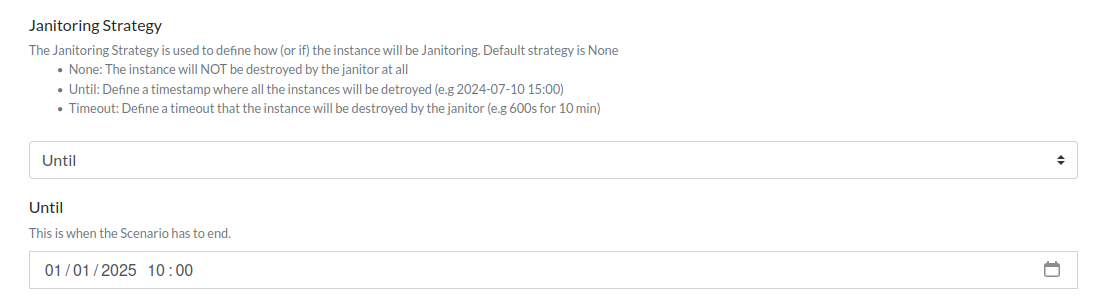 Janitoring Strategy
The Janitoring Strategy is used to define how (or if) the instance will be Janitoring. Default strategy is None
• None: The instance will NOT be destroyed by the janitor at all
• Until: Define a timestamp where all the instances will be detroyed (e.g 2024-07-10 15:00)
• Timeout: Define a timeout that the instance will be destroyed by the janitor (e.g 600s for 10 min)
Until
Until
This is when the Scenario has to end.
01/01/2025 10:00